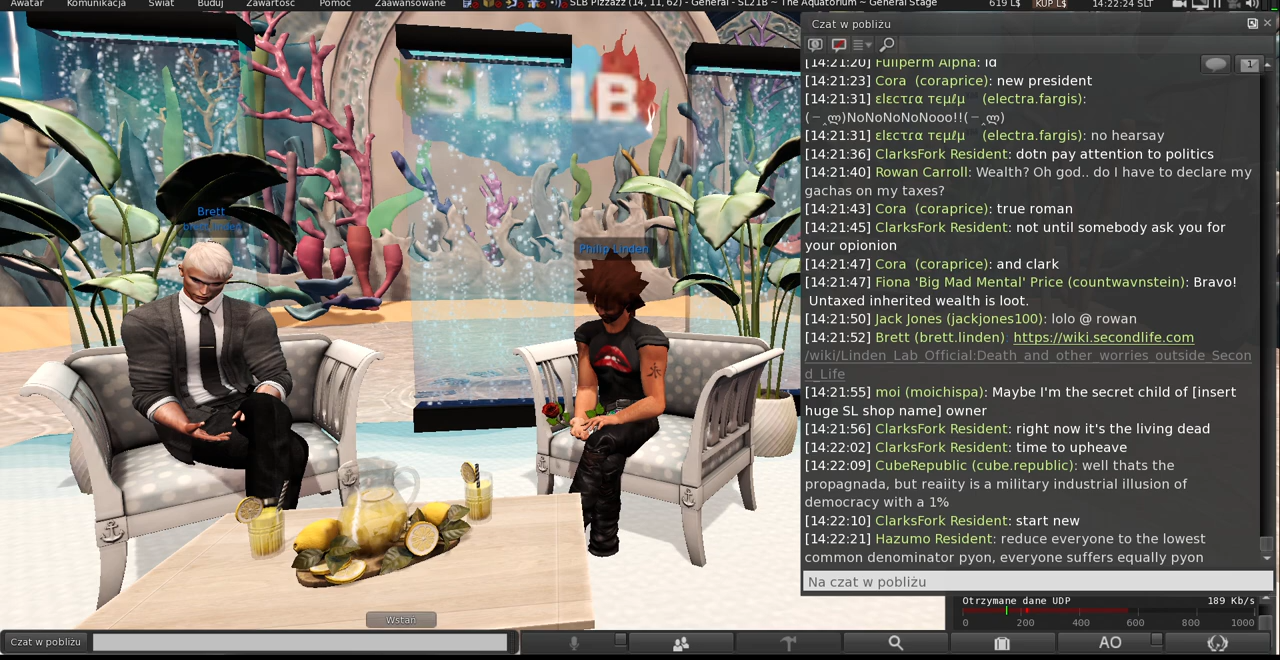 Awatar Komunikacja Świat Buduj Zawartość Pomoc Zaawansowane SLB Pizzazz (14, 11, 62) - General - SL21B ~ The Aquatorium ~ General Stage 619 L$ KUP L$ 14:22:24 SLT
Czat w pobliżu
1
[14:21:20] Fullperm Alpha: id
[14:21:23] Cora (coraprice): new president
[14:21:31] εlεcтrα тεμℓμ (electra.fargis):
(￣‸ლ)NoNoNoNoNooo!!(￣‸ლ)
[14:21:31] εlεcтrα тεμℓμ (electra.fargis): no hearsay
[14:21:36] ClarksFork Resident: dotn pay attention to politics
[14:21:40] Rowan Carroll: Wealth? Oh god.. do I have to declare my
gachas on my taxes?
[14:21:43] Cora (coraprice): true roman
[14:21:45] ClarksFork Resident: not until somebody ask you for
your opionion
[14:21:47] Cora (coraprice): and clark
[14:21:47] Fiona 'Big Mad Mental' Price (countwavnstein): Bravo!
Untaxed inherited wealth is loot.
[14:21:50] Jack Jones (jackjones100): lolo @ rowan
[14:21:52] Brett (brett.linden) https://wiki.secondlife.com
/wiki/Linden_Lab_Official:Death_and_other_worries_outside_Secon
d_Life
[14:21:55] moi (moichispa): Maybe I'm the secret child of [insert
huge SL shop name] owner
[14:21:56] ClarksFork Resident: right now it's the living dead
[14:22:02] ClarksFork Resident: time to upheave
[14:22:09] CubeRepublic (cube.republic): well thats the
propagnada, but reaiity is a military industrial illusion of
democracy with a 1%
[14:22:10] ClarksFork Resident: start new
[14:22:21] Hazumo Resident: reduce everyone to the lowest
common denominator pyon, everyone suffers equally pyon
Na czat w pobliżu
SL21B
Brett
brett.linden
Philip Linden
Wstań
Otrzymane dane UDP 189 Kb/s
0 200 400 600 800 1000
Czat w pobliżu
AO